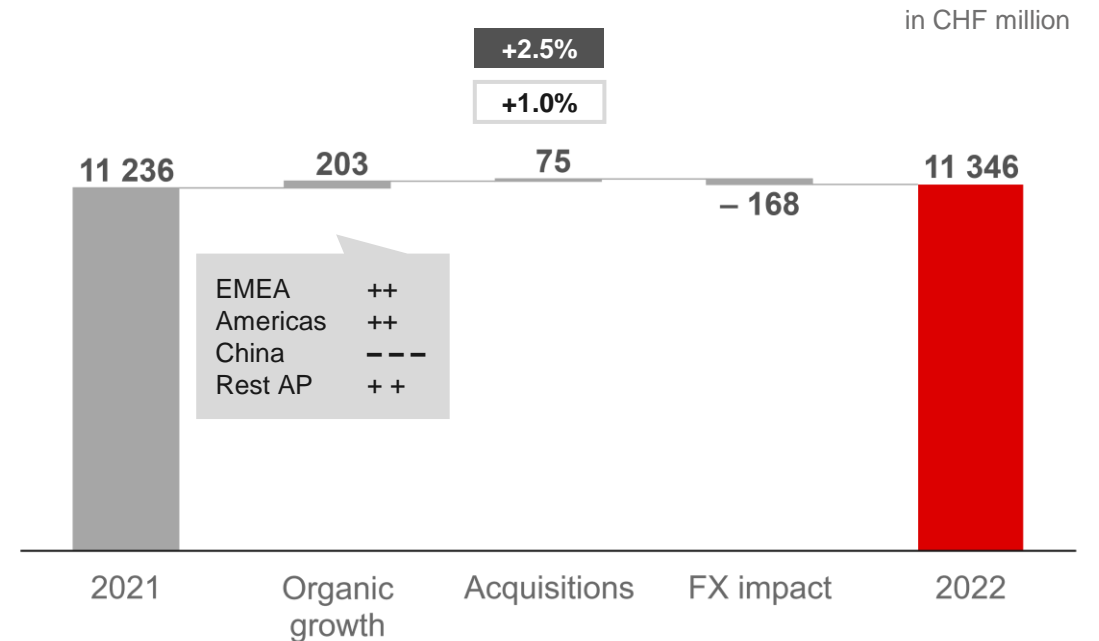 in CHF million
+2.5%
+1.0%
11 236
203
75
– 168
11 346
EMEA ++
Americas ++
China – – –
Rest AP + +
2021
Organic
growth
Acquisitions
FX impact
2022